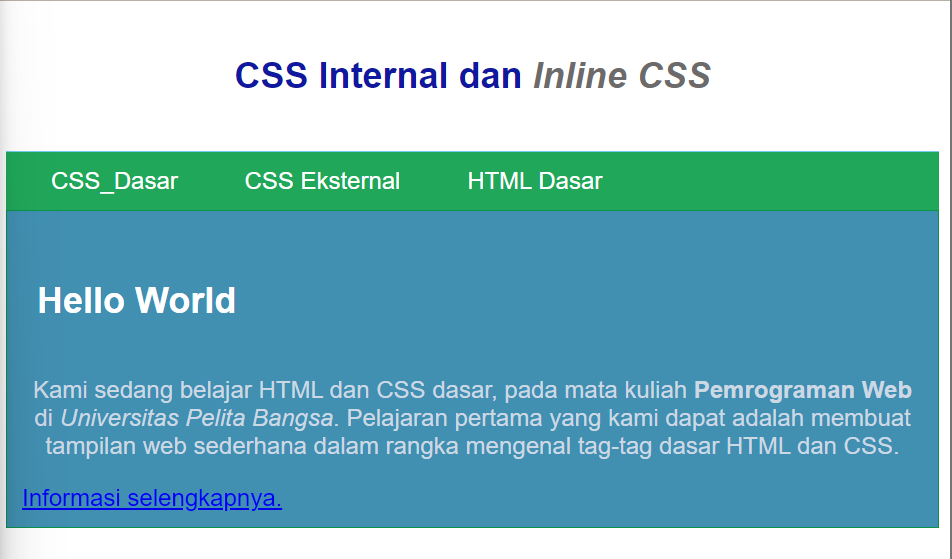 CSS Internal dan Inline CSS
CSS_Dasar CSS Eksternal HTML Dasar
Hello World
Kami sedang belajar HTML dan CSS dasar, pada mata kuliah Pemrograman Web
di Universitas Pelita Bangsa. Pelajaran pertama yang kami dapat adalah membuat
tampilan web sederhana dalam rangka mengenal tag-tag dasar HTML dan CSS.
Informasi selengkapnya.